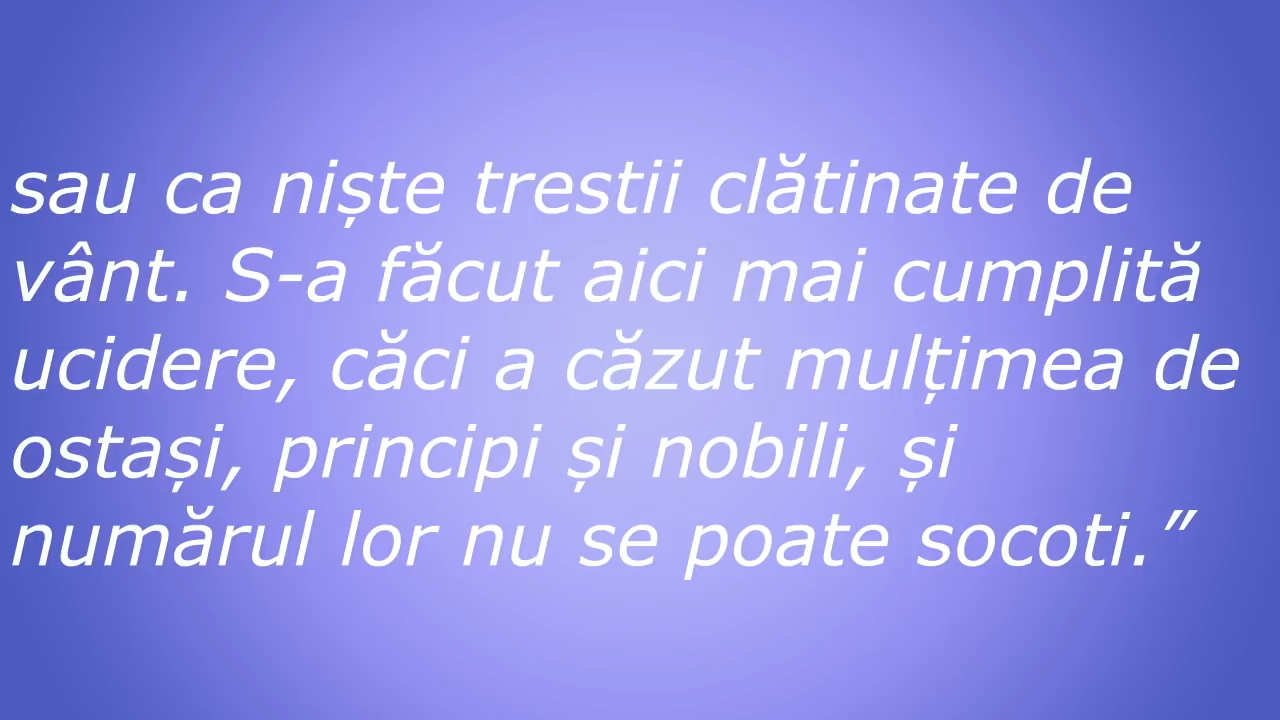 sau ca niște trestii clătinate de
vânt. S-a făcut aici mai cumplită
ucidere, căci a căzut mulțimea de
ostași, principi și nobili, și
numărul lor nu se poate socoti.”